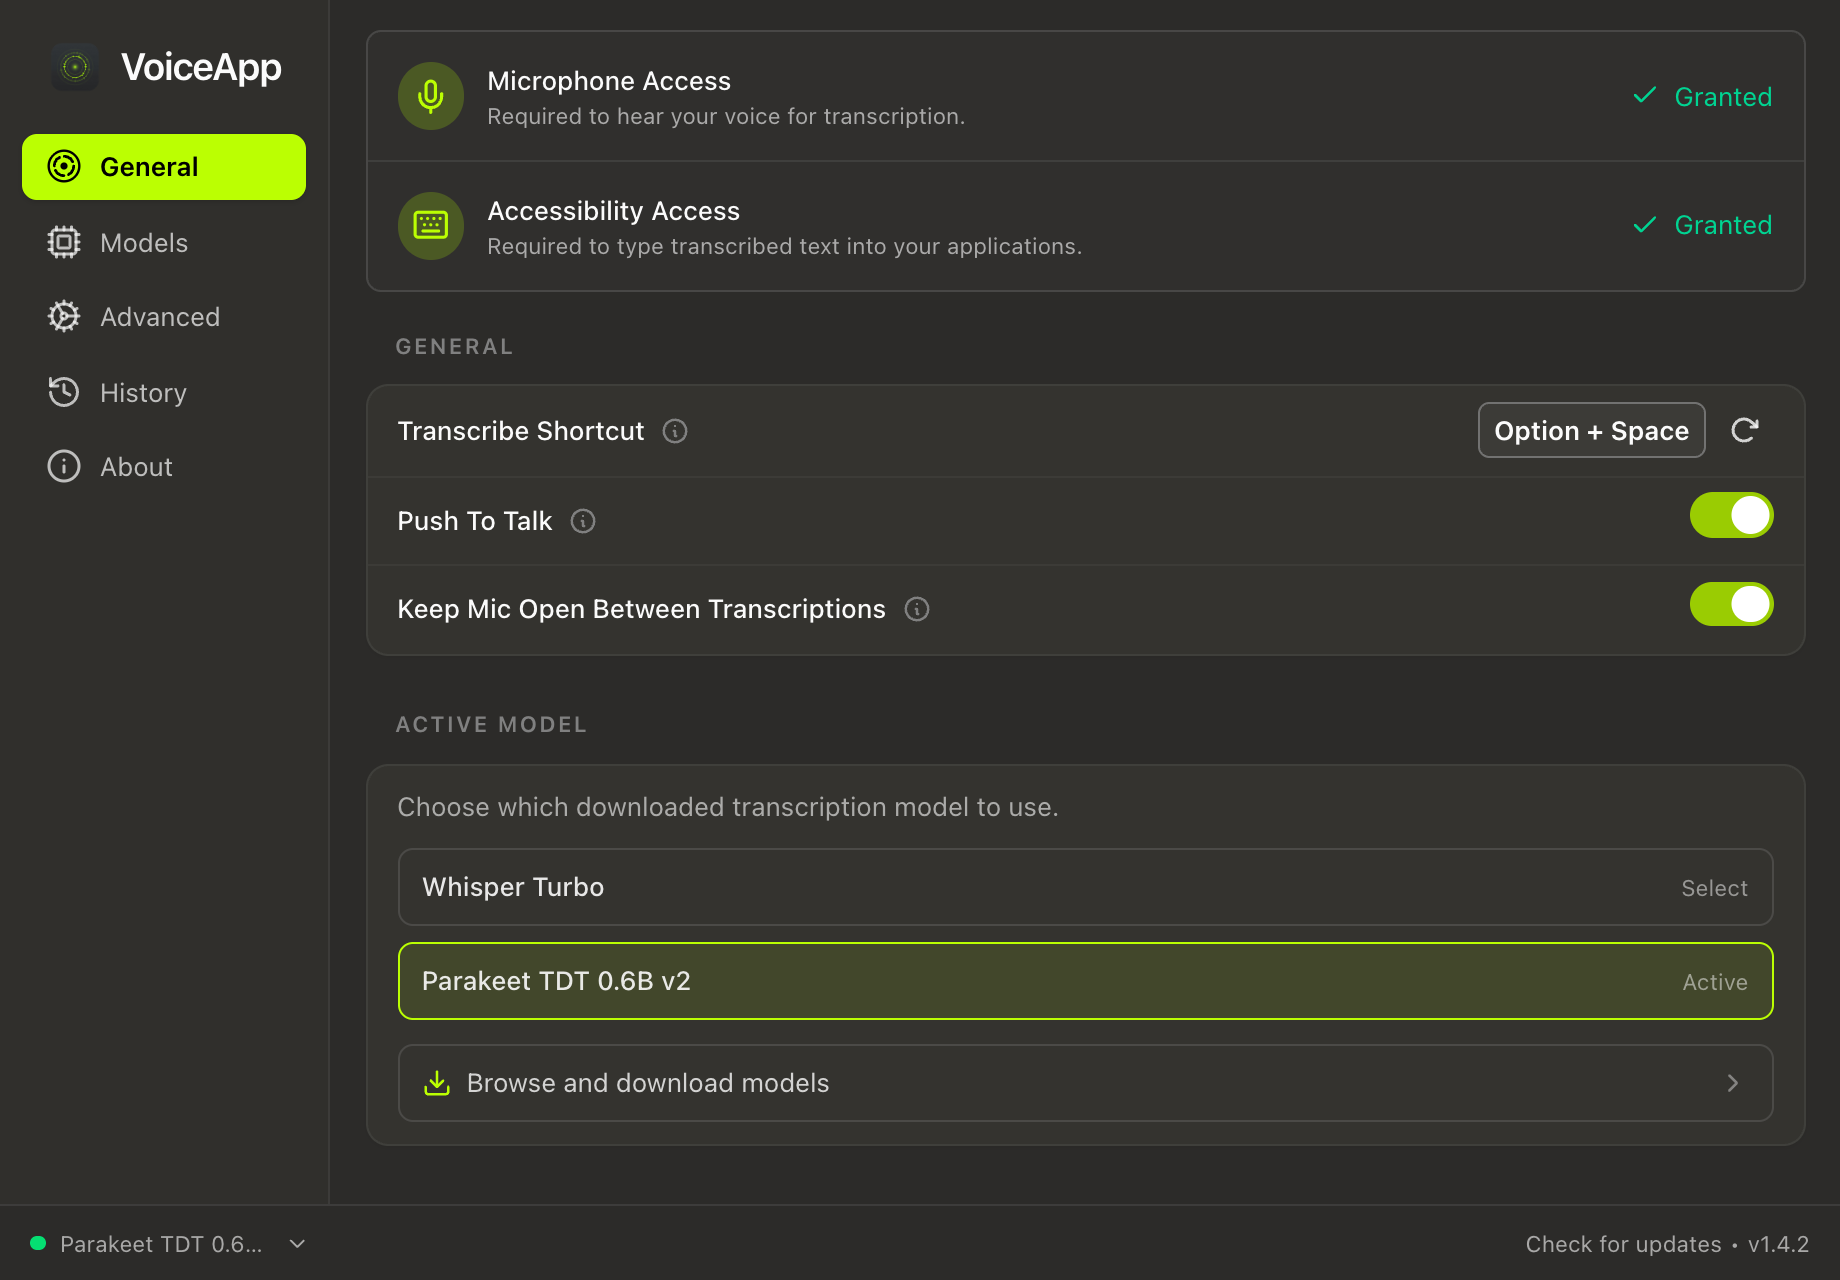 VoiceApp
General
Models
Advanced
History
About
Microphone Access
Required to hear your voice for transcription.
Granted
Accessibility Access
Required to type transcribed text into your applications.
Granted
GENERAL
Transcribe Shortcut
Option + Space
Push To Talk
Keep Mic Open Between Transcriptions
ACTIVE MODEL
Choose which downloaded transcription model to use.
Whisper Turbo
Select
Parakeet TDT 0.6B v2
Active
Browse and download models
Parakeet TDT 0.6...
Check for updates • v1.4.2